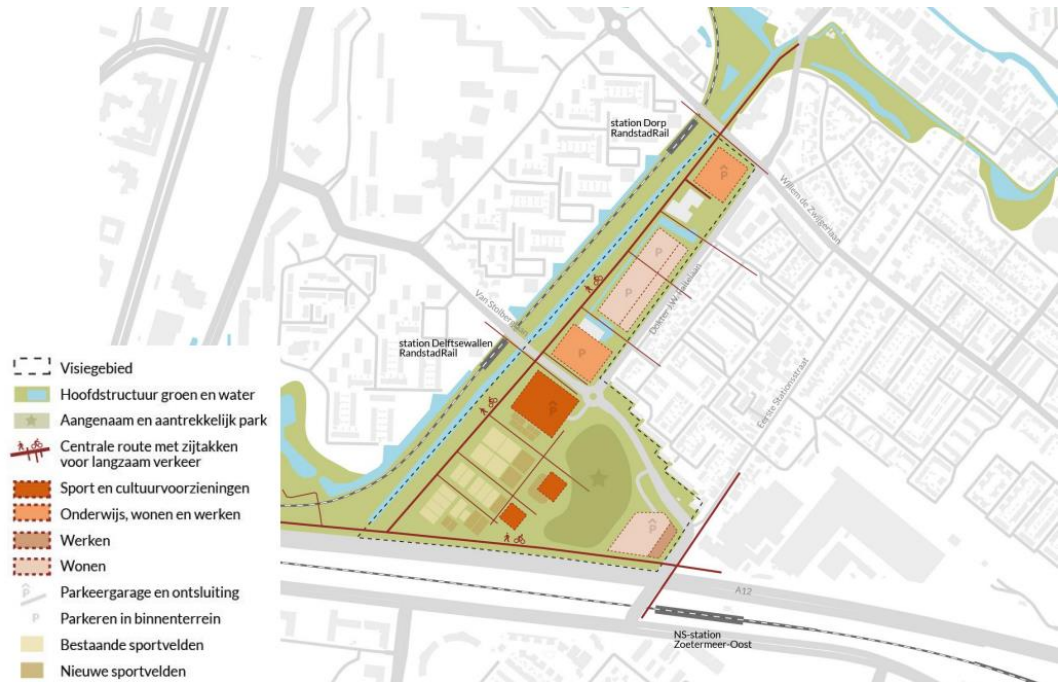 station Dorp
RandstadRail
Willem de Zwijgerlaan
Van Stolberglaan
Dokter J.W. Paltelaan
station Delftsewallen
RandstadRail
Eerste Stationsstraat
Visiegebied
Hoofdstructuur groen en water
Aangenaam en aantrekkelijk park
Centrale route met zijtakken
voor langzaam verkeer
Sport en cultuurvoorzieningen
Onderwijs, wonen en werken
Werken
Wonen
P Parkeergarage en ontsluiting
P Parkeren in binnenterrein
Bestaande sportvelden
Nieuwe sportvelden
P
P
P
P
P
P
A12
NS-station
Zoetermeer-Oost